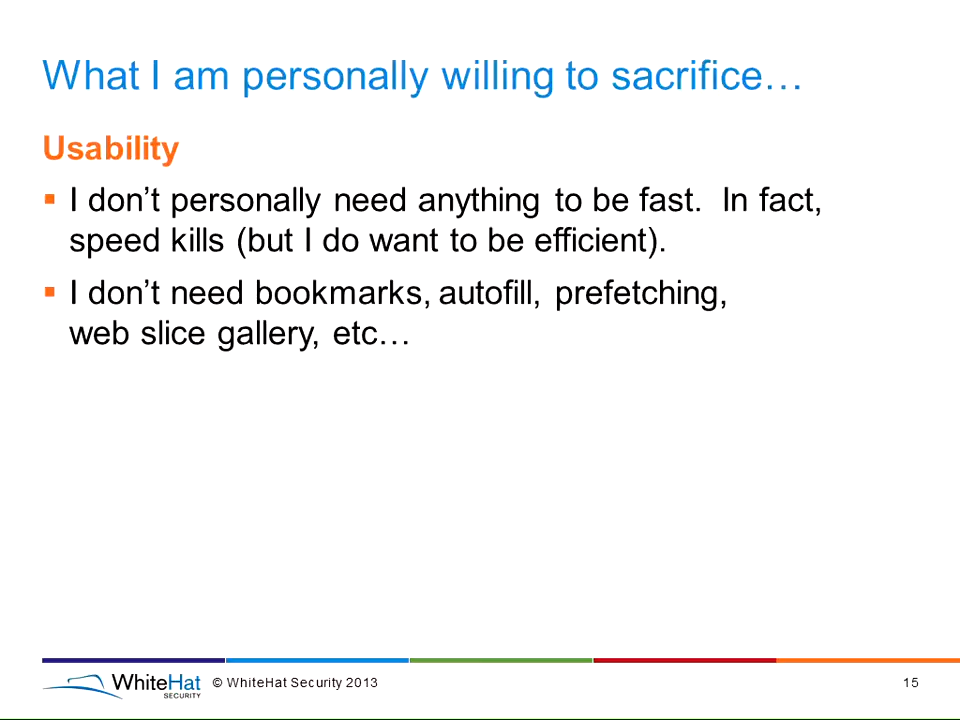 What I am personally willing to sacrifice…
Usability
▪ I don’t personally need anything to be fast.  In fact,
speed kills (but I do want to be efficient).
▪ I don’t need bookmarks, autofill, prefetching,
web slice gallery, etc…
WhiteHat
SECURITY
© WhiteHat Security 2013
15